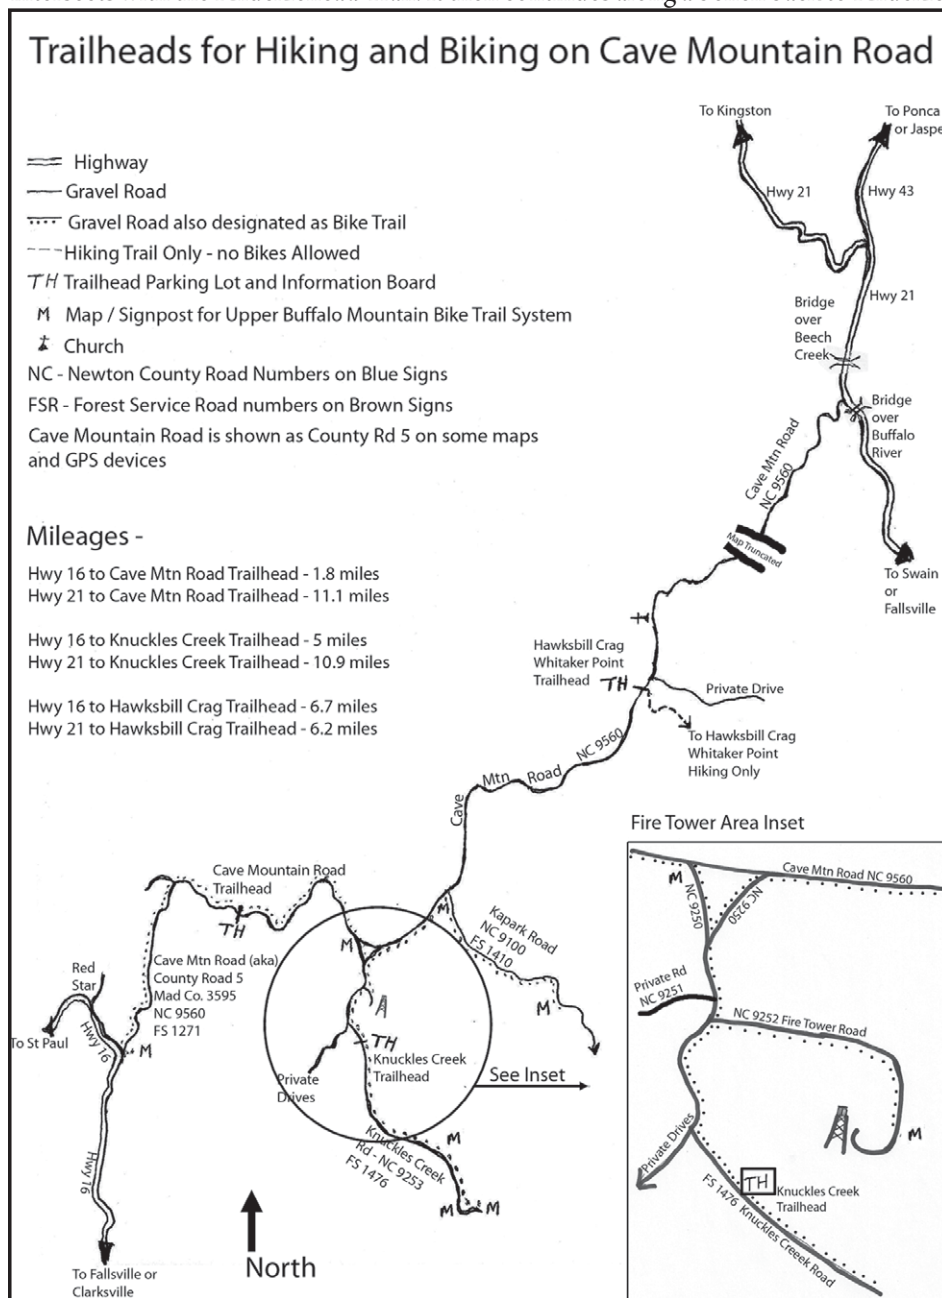 Trailheads for Hiking and Biking on Cave Mountain Road
To Kingston
To Ponca
or Jaspe
Highway
Gravel Road
Gravel Road also designated as Bike Trail
Hiking Trail Only - no Bikes Allowed
TH Trailhead Parking Lot and Information Board
M Map / Signpost for Upper Buffalo Mountain Bike Trail System
Church
NC - Newton County Road Numbers on Blue Signs
FSR - Forest Service Road numbers on Brown Signs
Cave Mountain Road is shown as County Rd 5 on some maps
and GPS devices
Hwy 21
Hwy 43
Hwy 21
Bridge
over
Beech
Creek
Bridge
over
Buffalo
River
Cave Mtn Road
NC 9560
Map Truncated
To Swain
or
Fallsville
Mileages -
Hwy 16 to Cave Mtn Road Trailhead - 1.8 miles
Hwy 21 to Cave Mtn Road Trailhead - 11.1 miles
Hwy 16 to Knuckles Creek Trailhead - 5 miles
Hwy 21 to Knuckles Creek Trailhead - 10.9 miles
Hwy 16 to Hawksbill Crag Trailhead - 6.7 miles
Hwy 21 to Hawksbill Crag Trailhead - 6.2 miles
Hawksbill Crag
Whitaker Point
Trailhead
TH
Private Drive
To Hawksbill Crag
Whitaker Point
Hiking Only
Cave Mtn Road NC 9560
Cave Mountain Road
Trailhead
TH
M
M
Kapark Road
NC 9100
FS 1410
M
Red
Star
Cave Mtn Road (aka)
County Road 5
Mad Co. 3595
NC 9560
FS 1271
To St Paul
Hwy 16
M
Hwy 16
To Fallsville or
Clarksville
TH
Knuckles Creek
Trailhead
Private
Drives
See Inset
Knuckles Creek
Rd - NC 9253
FS 1476
M
M
M
North
Fire Tower Area Inset
Cave Mtn Road NC 9560
M
NC 9250
NC 9250
Private Rd
NC 9251
NC 9252 Fire Tower Road
M
Private Drives
TH
Knuckles Creek
Trailhead
FS 1476 Knuckles Creeek Road